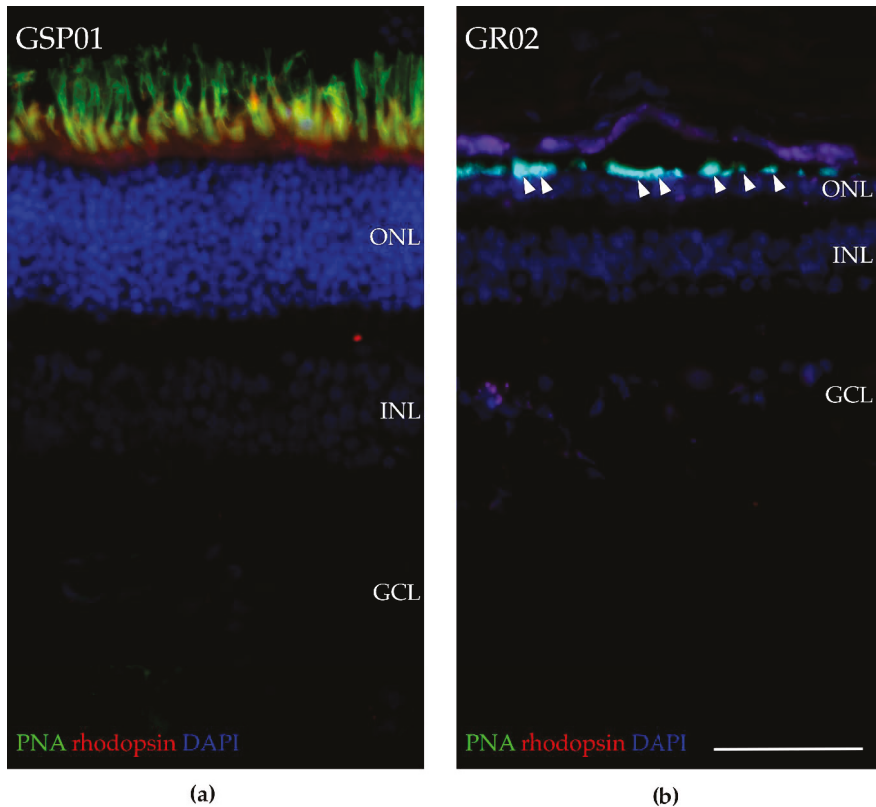 GSP01
ONL
INL
GCL
PNA rhodopsin DAPI
(a)
GR02
ONL
INL
GCL
PNA rhodopsin DAPI
(b)